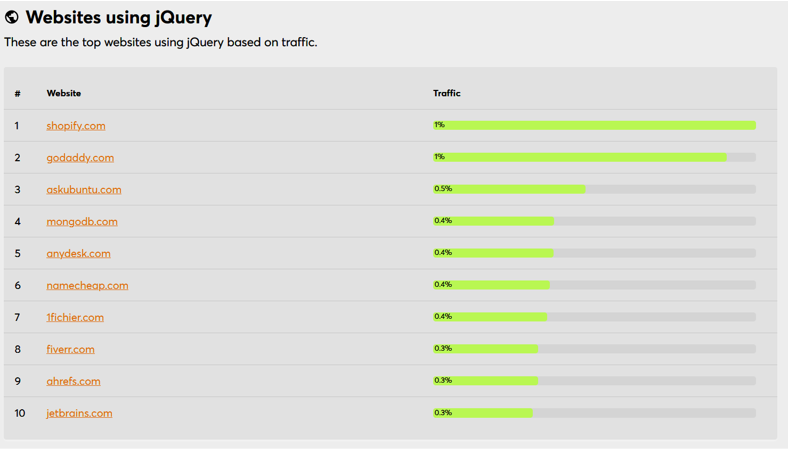 Websites using jQuery
These are the top websites using jQuery based on traffic.
# Website Traffic
1 shopify.com 1%
2 godaddy.com 1%
3 askubuntu.com 0.5%
4 mongodb.com 0.4%
5 anydesk.com 0.4%
6 namecheap.com 0.4%
7 1fichier.com 0.4%
8 fiverr.com 0.3%
9 ahrefs.com 0.3%
10 jetbrains.com 0.3%